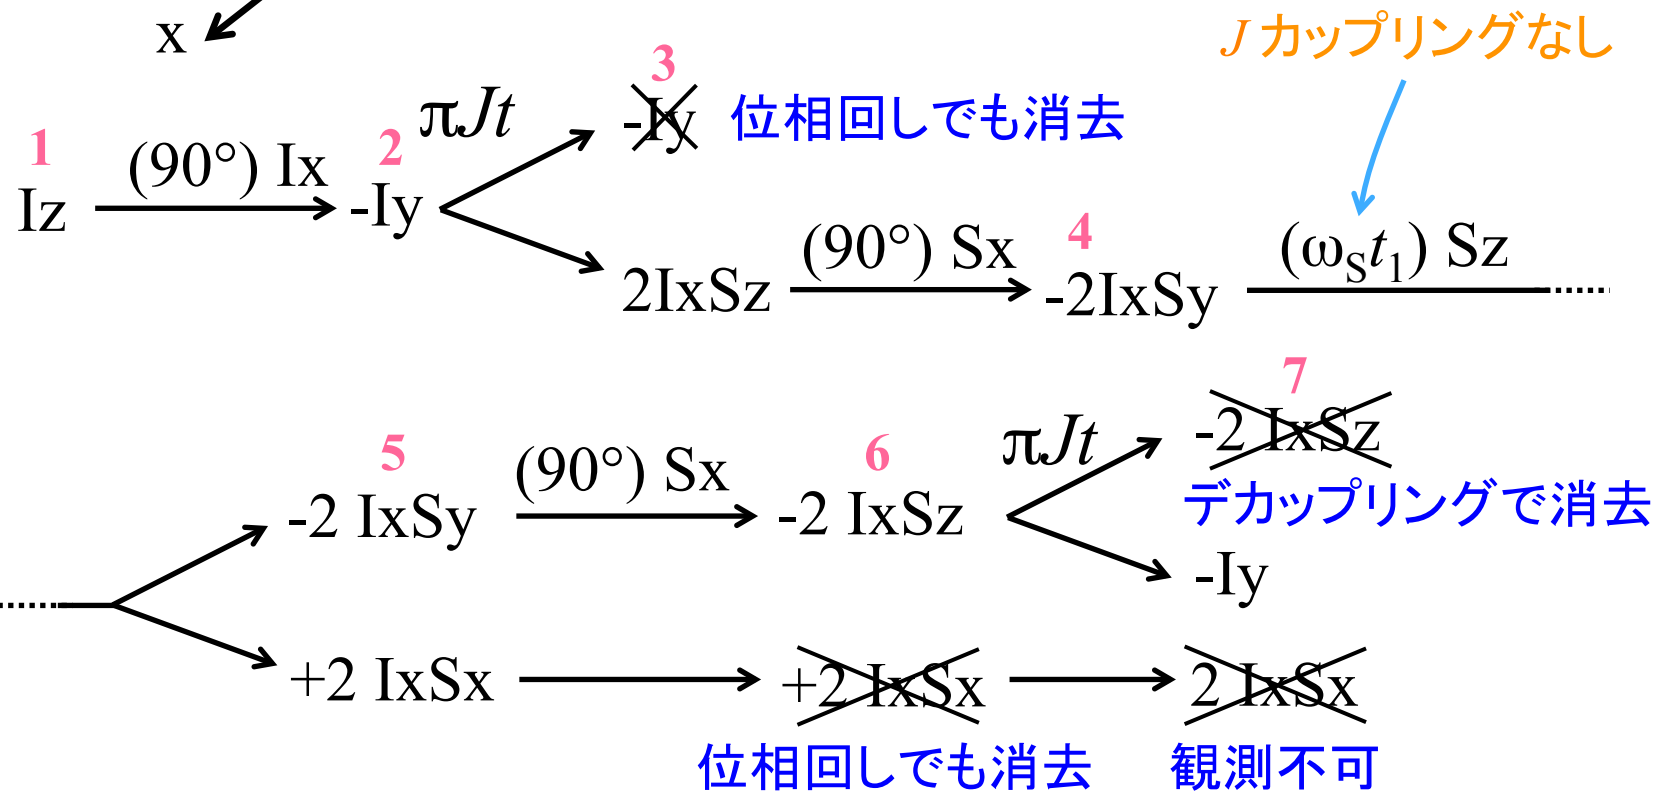 x
J カップリングなし
3
πJt
-Iy 位相回しでも消去
1 (90°) Ix 2
Iz -Iy
(90°) Sx 4 (ωSt1) Sz
2IxSz -2IxSy
7
-2 IxSz
5 (90°) Sx 6 πJt
デカップリングで消去
-2 IxSy -2 IxSz
-Iy
+2 IxSx +2 IxSx 2 IxSx
位相回しでも消去 観測不可